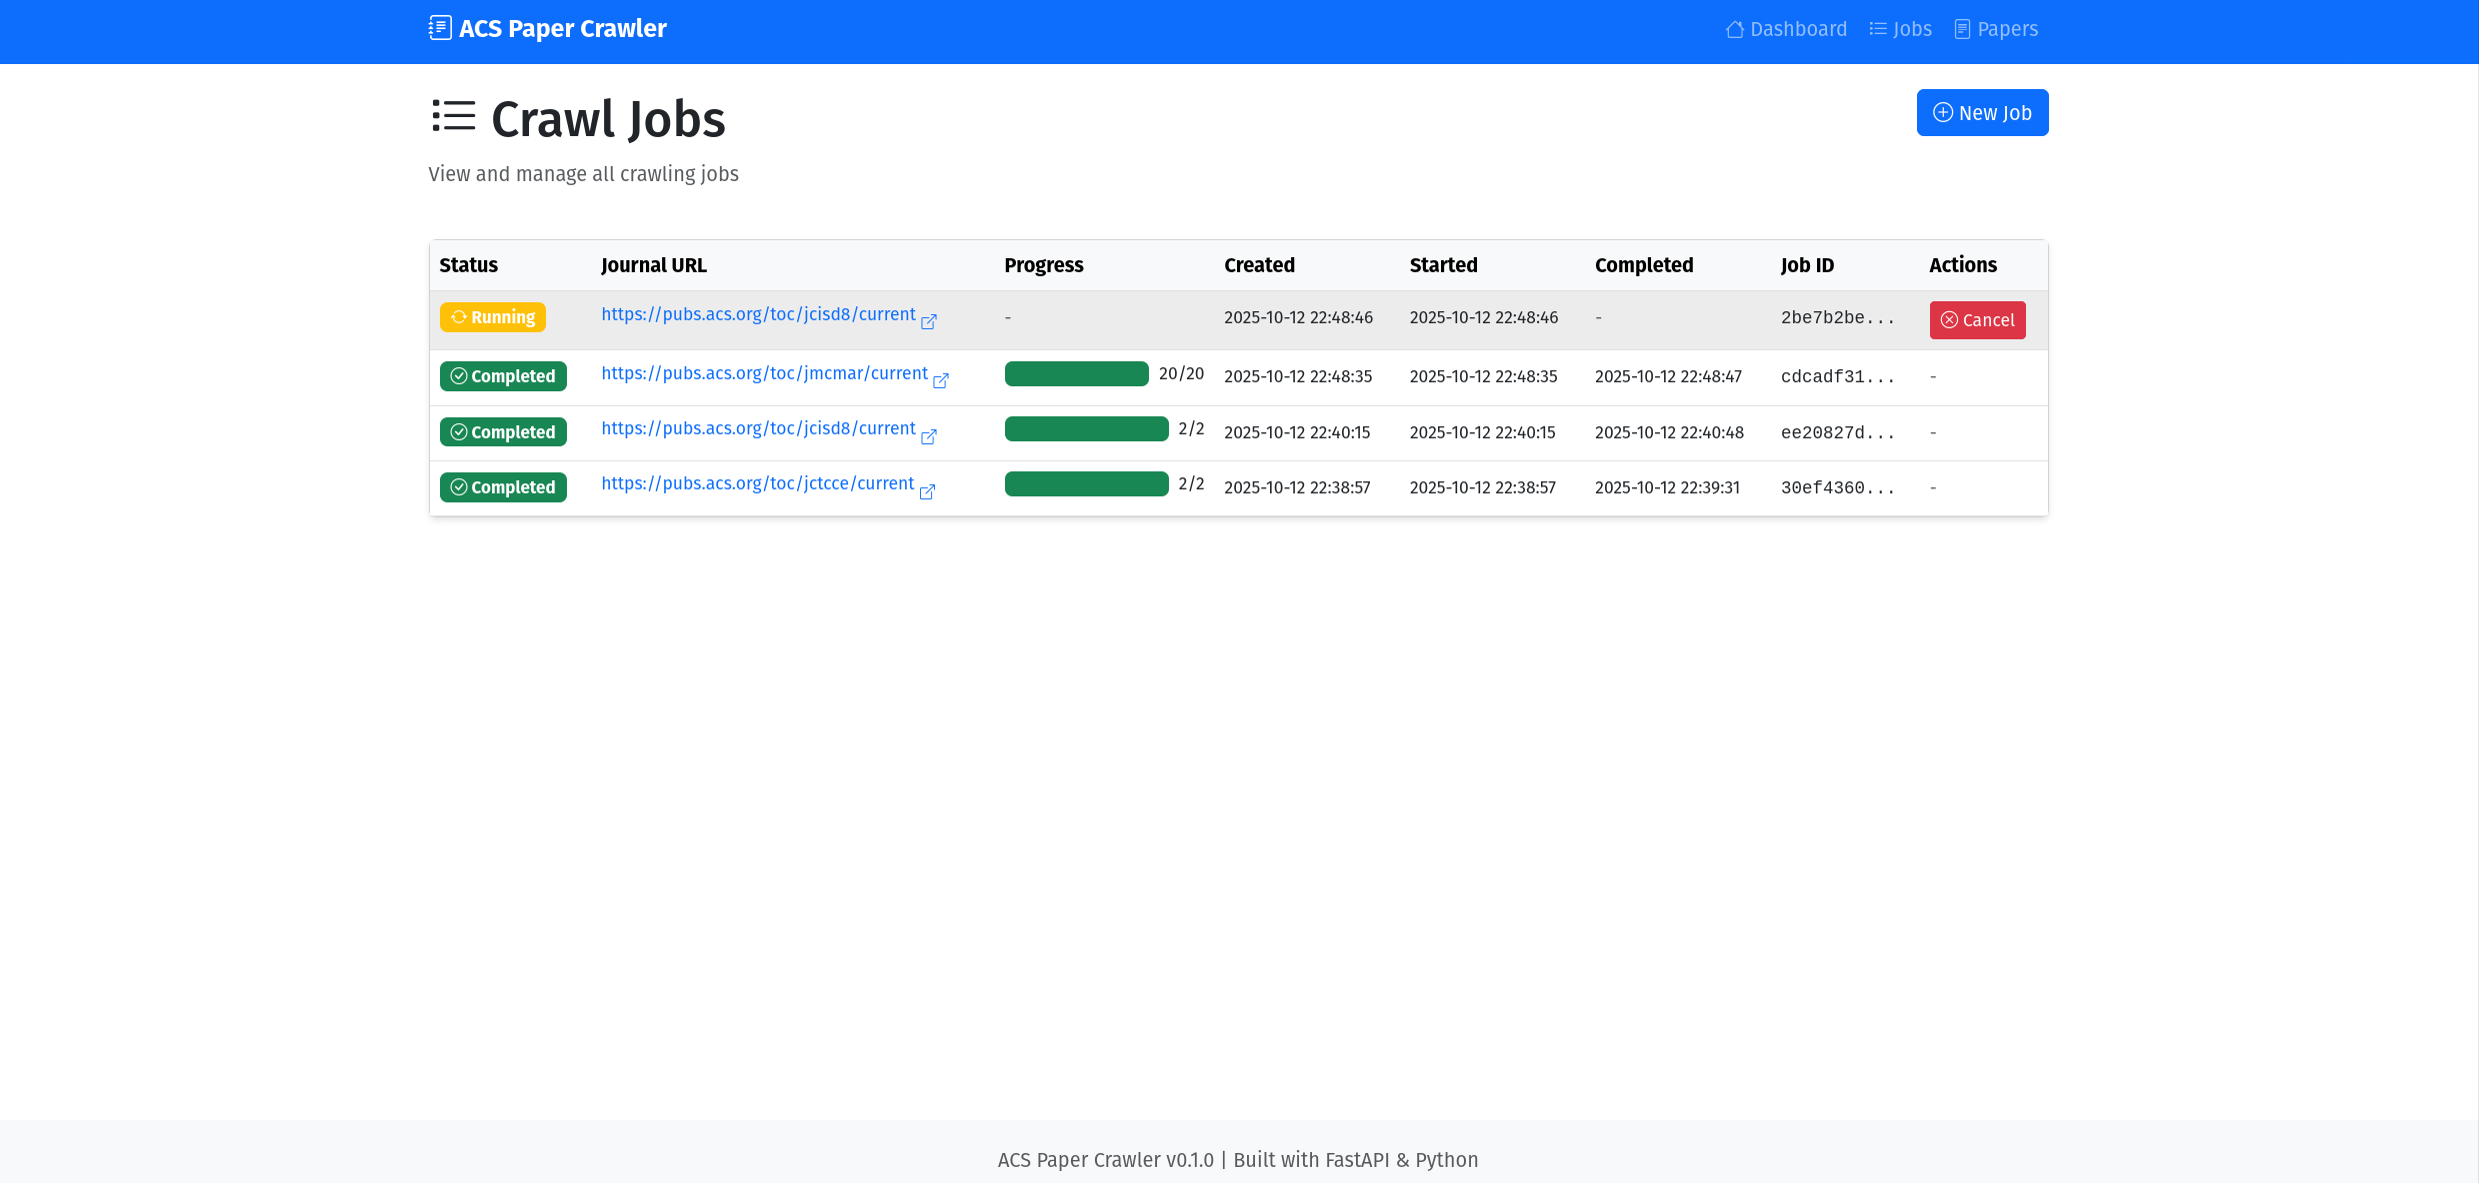 ACS Paper Crawler Dashboard Jobs Papers
Crawl Jobs New Job
View and manage all crawling jobs
Status Journal URL Progress Created Started Completed Job ID Actions
Running https://pubs.acs.org/toc/jcisd8/current - 2025-10-12 22:48:46 2025-10-12 22:48:46 - 2be7b2be... Cancel
Completed https://pubs.acs.org/toc/jmcmar/current 20/20 2025-10-12 22:48:35 2025-10-12 22:48:35 2025-10-12 22:48:47 cdcadf31... -
Completed https://pubs.acs.org/toc/jcisd8/current 2/2 2025-10-12 22:40:15 2025-10-12 22:40:15 2025-10-12 22:40:48 ee20827d... -
Completed https://pubs.acs.org/toc/jctcce/current 2/2 2025-10-12 22:38:57 2025-10-12 22:38:57 2025-10-12 22:39:31 30ef4360... -
ACS Paper Crawler v0.1.0 | Built with FastAPI & Python